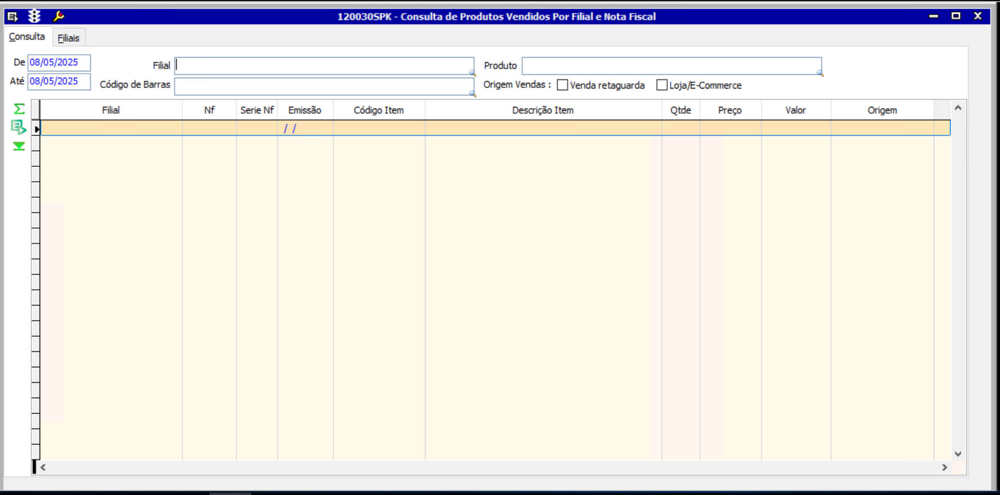 120030SPK - Consulta de Produtos Vendidos Por Filial e Nota Fiscal
Consulta Filiais
De 08/05/2025 Filial Produto
Até 08/05/2025 Código de Barras Origem Vendas : Venda retaguarda Loja/E-Commerce
Filial Nf Serie Nf Emissão Código Item Descrição Item Qtde Preço Valor Origem
/ /